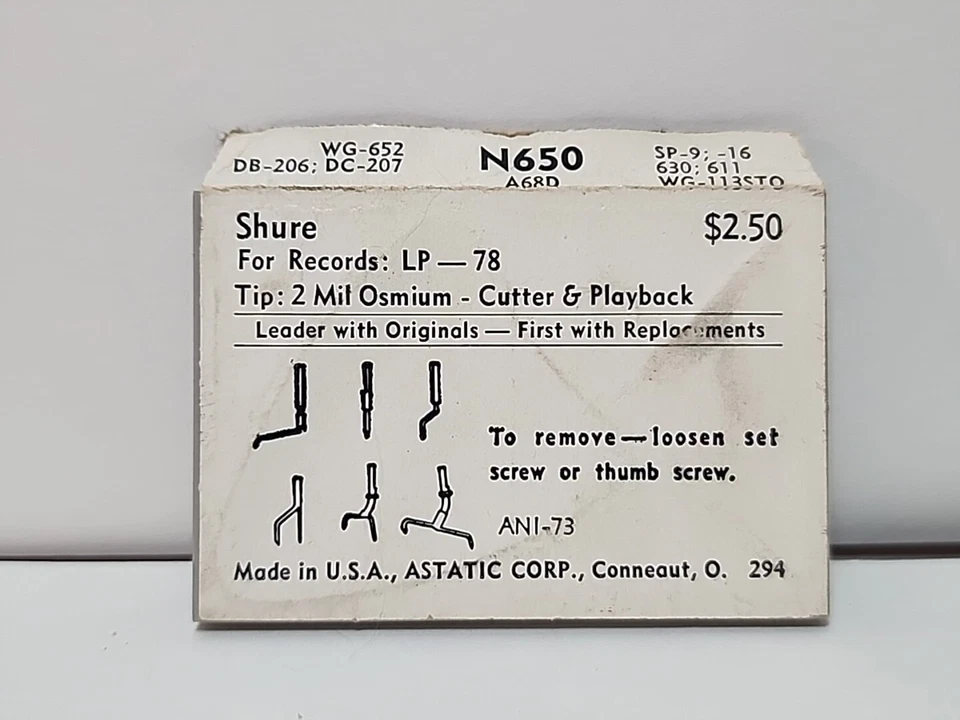 WG-652
DB-206; DC-207
N650
A68D
SP-9; -16
630; 611
WG-113STO
Shure $2.50
For Records: LP — 78
Tip: 2 Mil Osmium - Cutter & Playback
Leader with Originals — First with Replacements
To remove—loosen set
screw or thumb screw.
ANI-73
Made in U.S.A., ASTATIC CORP., Conneaut, O. 294